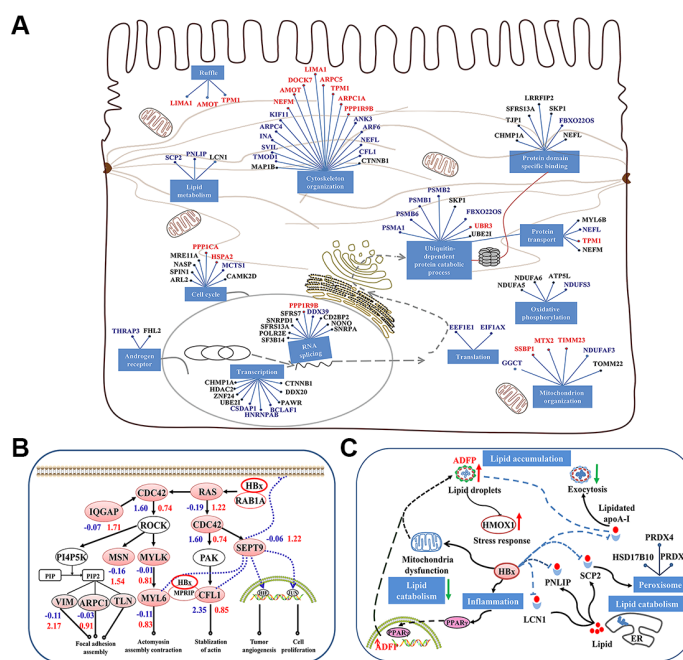 A
Ruffle
LIMA1
AMOT
TPM1
LIMA1
DOCK7
ARPC5
AMOT
TPM1
NEFM
ARPC1A
KIF11
PPP1R9B
ARPC4
ANK3
INA
ARF6
SVIL
NEFL
TMOD1
CFL1
MAP1B
CTNNB1
Cytoskeleton
organization
LRRFIP2
SFRS13A
SKP1
TJP1
FBXO22OS
CHMP1A
NEFL
Protein domain
specific binding
SCP2
PNLIP
LCN1
Lipid
metabolism
PSMB2
PSMB1
SKP1
PSMB6
FBXO22OS
PSMA1
UBR3
UBE2I
Ubiquitin-
dependent
protein catabolic
process
Protein
transport
MYL6B
NEFL
TPM1
NEFM
PPP1CA
MRE11A
HSPA2
NASP
MCTS1
SPIN1
CAMK2D
ARL2
Cell cycle
NDUFA6
ATP5L
NDUFA5
NDUFS3
Oxidative
phosphorylation
PPP1R9B
SFRS7
DDX39
SNRPD1
CD2BP2
SFRS13A
NONO
POLR2E
SNRPA
SF3B14
RNA
splicing
THRAP3
FHL2
Androgen
receptor
EEF1E1
EIF1AX
Translation
MTX2
TIMM23
SSBP1
NDUFAF3
GGCT
TOMM22
Mitochondrion
organization
Transcription
CHMP1A
CTNNB1
HDAC2
DDX20
ZNF24
PAWR
UBE2I
BCLAF1
CSDAP1
HNRNPAB
B
CDC42
RAS
HBx
RAB1A
IQGAP
1.60
0.74
-0.19
1.22
-0.07
1.71
ROCK
CDC42
-0.06
1.22
PI4P5K
MSN
MYLK
1.60
0.74
SEPT9
-0.16
-0.01
PAK
PIP
PIP2
1.54
0.81
HBx
MPRIP
VIM
ARPC1
TLN
MYL6
CFL1
JUN
-0.11
-0.03
-0.11
2.35
0.85
2.17
0.91
0.83
Focal adhesion
assembly
Actomyosin
assembly contraction
Stablization
of actin
Tumor
angiogenesis
Cell
proliferation
C
ADFP
Lipid accumulation
Lipid droplets
Exocytosis
HMOX1
Lipidated
apoA-I
Stress response
PRDX4
Mitochondria
dysfunction
HBx
HSD17B10
PRDX
Lipid
catabolism
PNLIP
SCP2
Peroxisome
Inflammation
Lipid catabolism
LCN1
PPARγ
PPARγ
ADFP
Lipid
ER